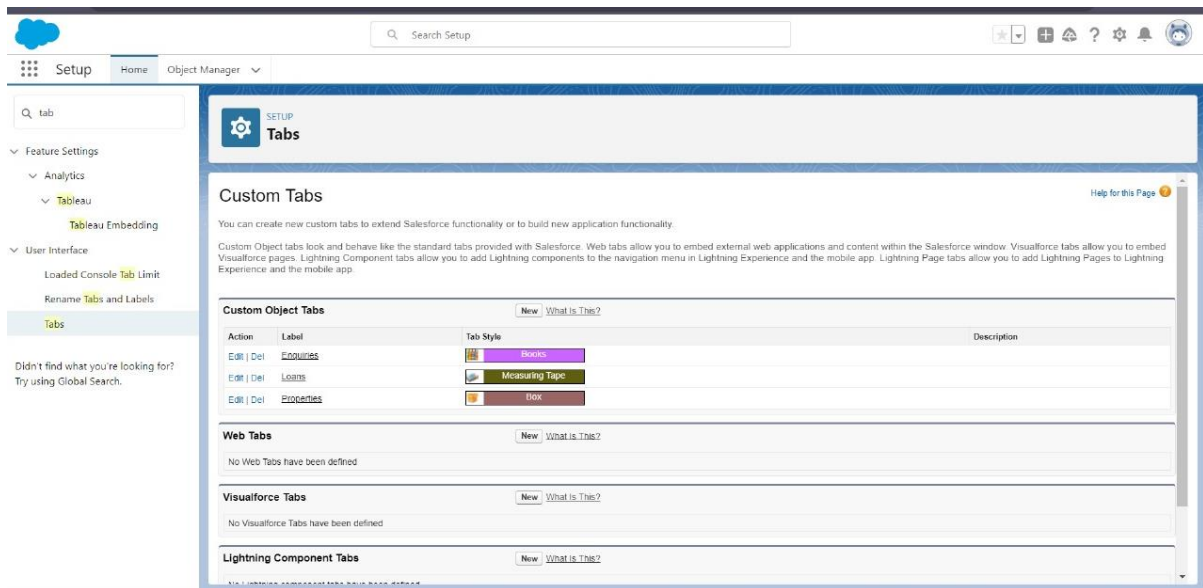 Search Setup
Setup
Home
Object Manager
tab
Feature Settings
Analytics
Tableau
Tableau Embedding
User Interface
Loaded Console Tab Limit
Rename Tabs and Labels
Tabs
Didn't find what you're looking for?
Try using Global Search.
SETUP
Tabs
Custom Tabs
Help for this Page
You can create new custom tabs to extend Salesforce functionality or to build new application functionality.
Custom Object tabs look and behave like the standard tabs provided with Salesforce. Web tabs allow you to embed external web applications and content within the Salesforce window. Visualforce tabs allow you to embed
Visualforce pages. Lightning Component tabs allow you to add Lightning components to the navigation menu in Lightning Experience and the mobile app. Lightning Page tabs allow you to add Lightning Pages to Lightning
Experience and the mobile app.
Custom Object Tabs New What Is This?
Action Label Tab Style Description
Edit | Del Enquiries Books
Edit | Del Loans Measuring Tape
Edit | Del Properties Box
Web Tabs New What Is This?
No Web Tabs have been defined
Visualforce Tabs New What Is This?
No Visualforce Tabs have been defined
Lightning Component Tabs New What Is This?
No Lightning component tabs have been defined